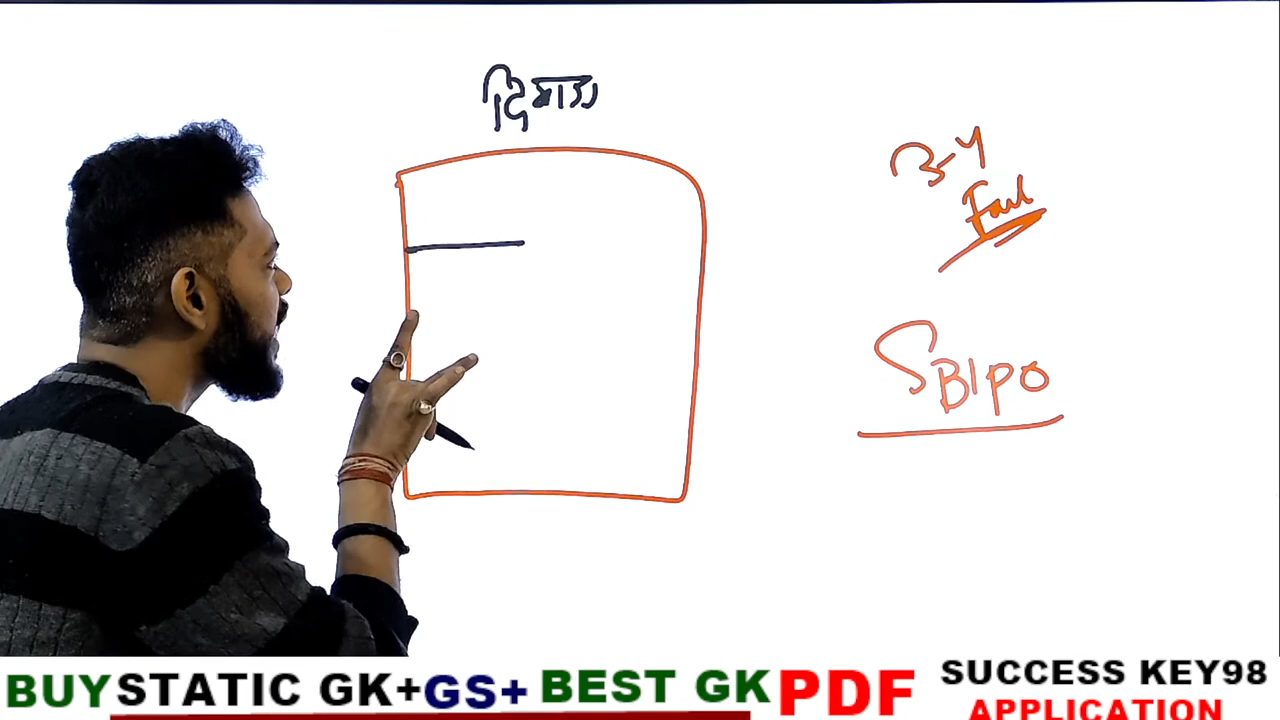 दिमाग
3-4
Fail
SBI PO
BUY STATIC GK+GS+ BEST GK PDF
SUCCESS KEY98
APPLICATION